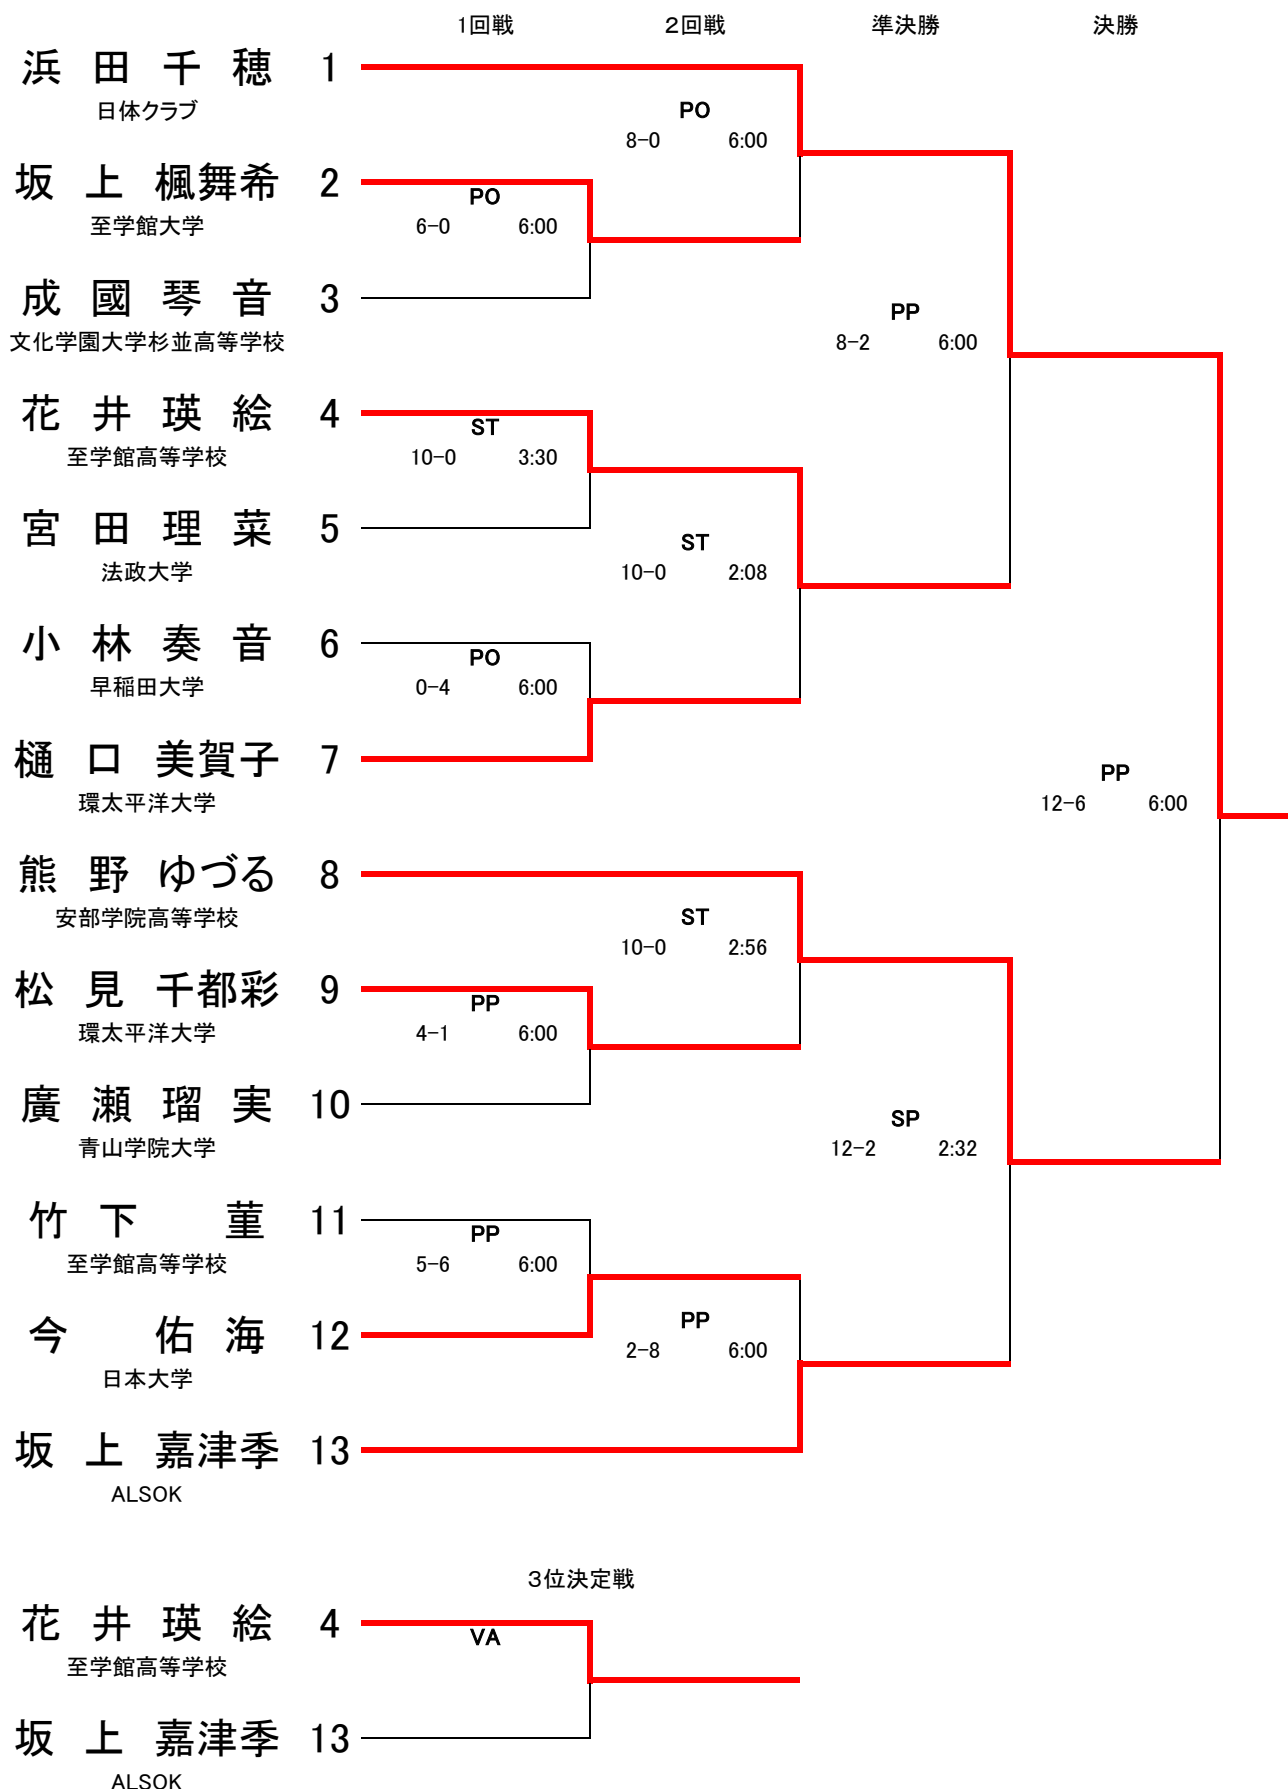 1回戦 2回戦 準決勝 決勝
浜 田 千 穂 1
日体クラブ
PO
8-0 6:00
坂 上 楓舞希 2
PO
至学館大学
6-0 6:00
成 國 琴 音 3
文化学園大学杉並高等学校
PP
8-2 6:00
花 井 瑛 絵 4
ST
至学館高等学校
10-0 3:30
宮 田 理 菜 5
法政大学
ST
10-0 2:08
小 林 奏 音 6
PO
早稲田大学
0-4 6:00
樋 口 美賀子 7
環太平洋大学
PP
12-6 6:00
熊 野 ゆづる 8
安部学院高等学校
ST
10-0 2:56
松 見 千都彩 9
PP
環太平洋大学
4-1 6:00
廣 瀬 瑠 実 10
青山学院大学
SP
12-2 2:32
竹 下 菫 11
PP
至学館高等学校
5-6 6:00
今 佑 海 12
日本大学
PP
2-8 6:00
坂 上 嘉津季 13
ALSOK
3位決定戦
花 井 瑛 絵 4
VA
至学館高等学校
坂 上 嘉津季 13
ALSOK